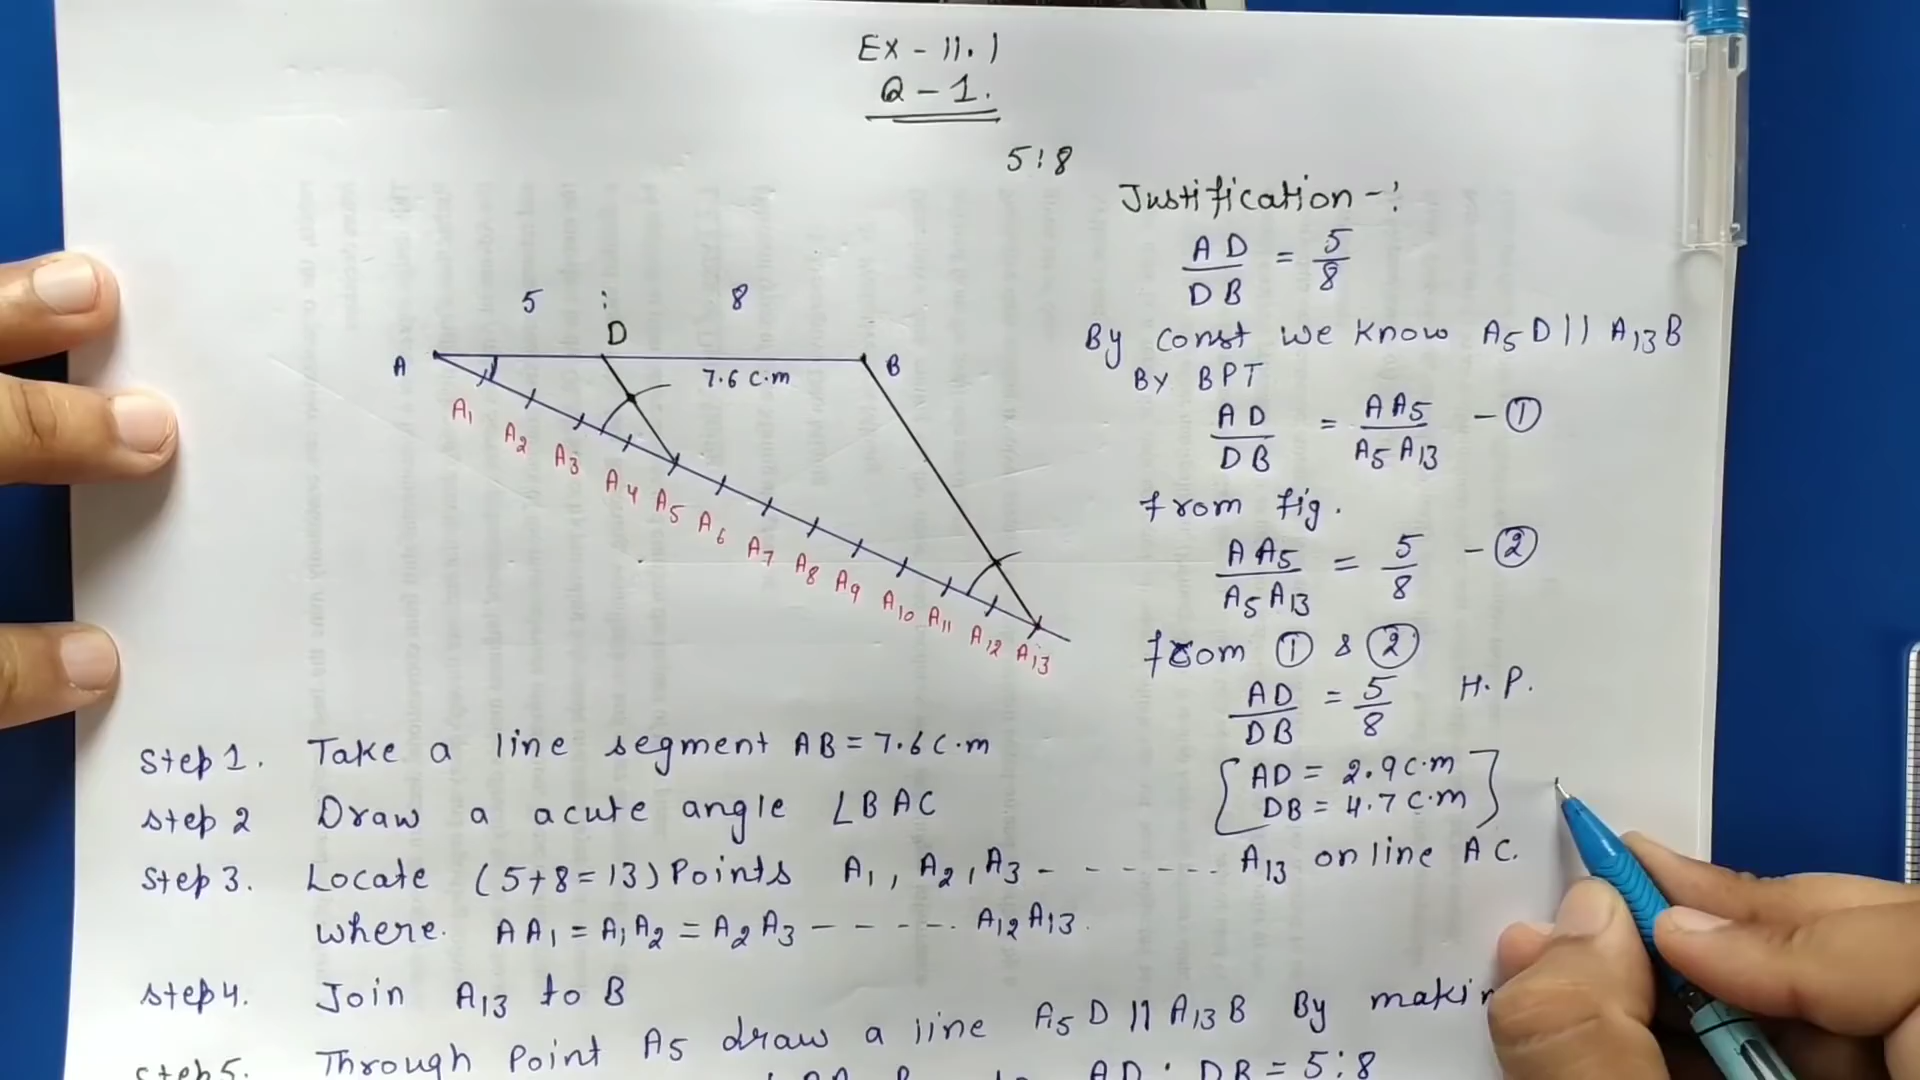 Ex - 11.1
Q - 1.
5:8
5 : 8
A D B
7.6 c.m
A1 A2 A3 A4 A5 A6 A7 A8 A9 A10 A11 A12 A13
Justification -:
AD/DB = 5/8
By const we know A5D || A13B
By BPT
AD/DB = AA5/A5A13 - ①
from fig.
AA5/A5A13 = 5/8 - ②
from ① & ②
AD/DB = 5/8 H.P.
[AD = 2.9 c.m
DB = 4.7 c.m]
Step 1. Take a line segment AB = 7.6 c.m
step 2 Draw a acute angle ∠BAC
step 3. Locate (5+8=13) Points A1, A2, A3 - - - - - - A13 on line AC.
where. AA1 = A1A2 = A2A3 - - - - - A12A13.
step 4. Join A13 to B
step 5. Through Point A5 draw a line A5D || A13B By
AD : DB = 5:8